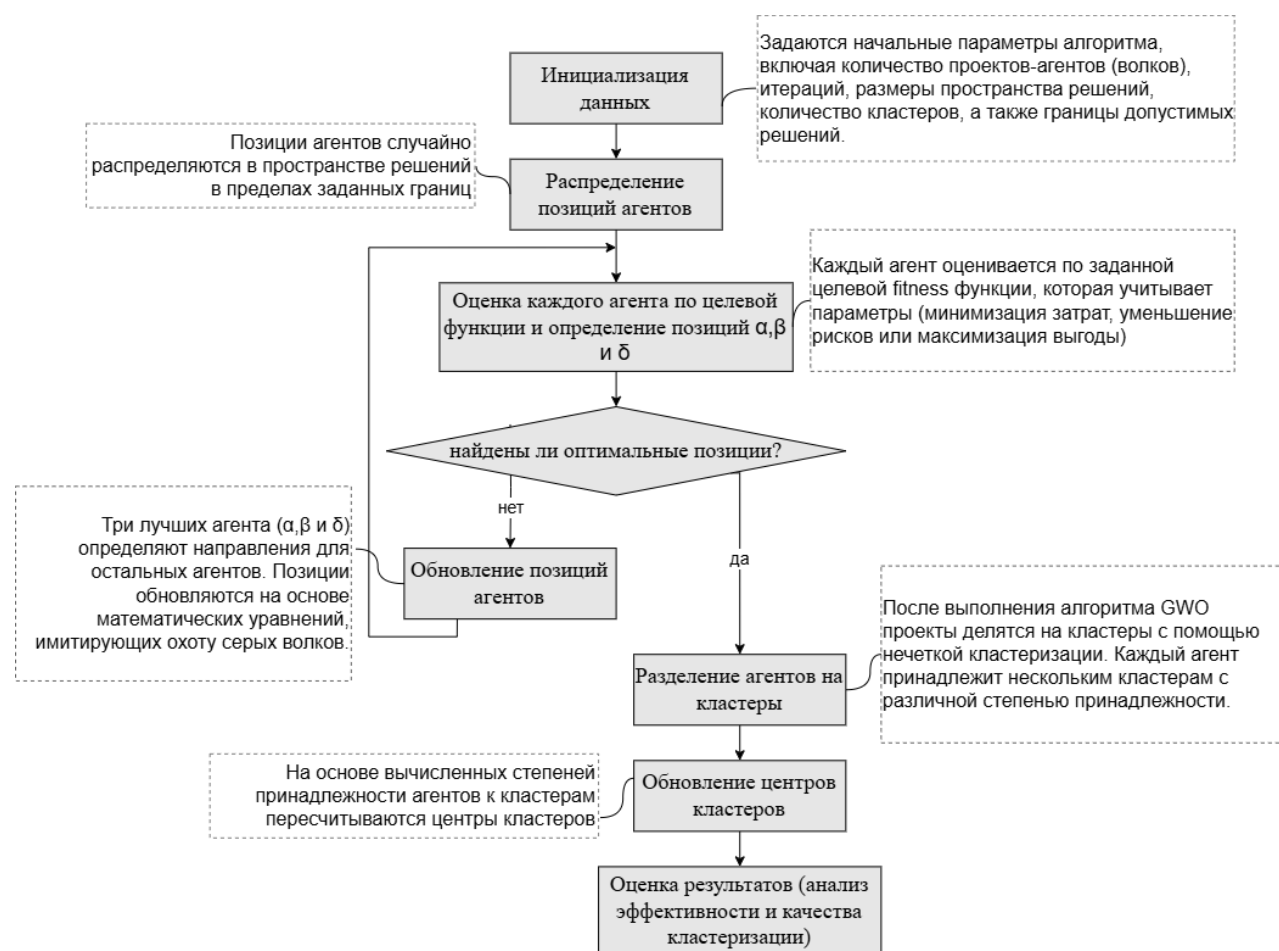 Задаются начальные параметры алгоритма,
включая количество проектов-агентов (волков),
итераций, размеры пространства решений,
количество кластеров, а также границы допустимых
решений.
Инициализация
данных
Позиции агентов случайно
распределяются в пространстве решений
в пределах заданных границ
Распределение
позиций агентов
Каждый агент оценивается по заданной
целевой fitness функции, которая учитывает
параметры (минимизация затрат, уменьшение
рисков или максимизация выгоды)
Оценка каждого агента по целевой
функции и определение позиций α,β
и δ
найдены ли оптимальные позиции?
нет
да
Три лучших агента (α,β и δ)
определяют направления для
остальных агентов. Позиции
обновляются на основе
математических уравнений,
имитирующих охоту серых волков.
Обновление позиций
агентов
После выполнения алгоритма GWO
проекты делятся на кластеры с помощью
нечеткой кластеризации. Каждый агент
принадлежит нескольким кластерам с
различной степенью принадлежности.
Разделение агентов на
кластеры
На основе вычисленных степеней
принадлежности агентов к кластерам
пересчитываются центры кластеров
Обновление центров
кластеров
Оценка результатов (анализ
эффективности и качества
кластеризации)